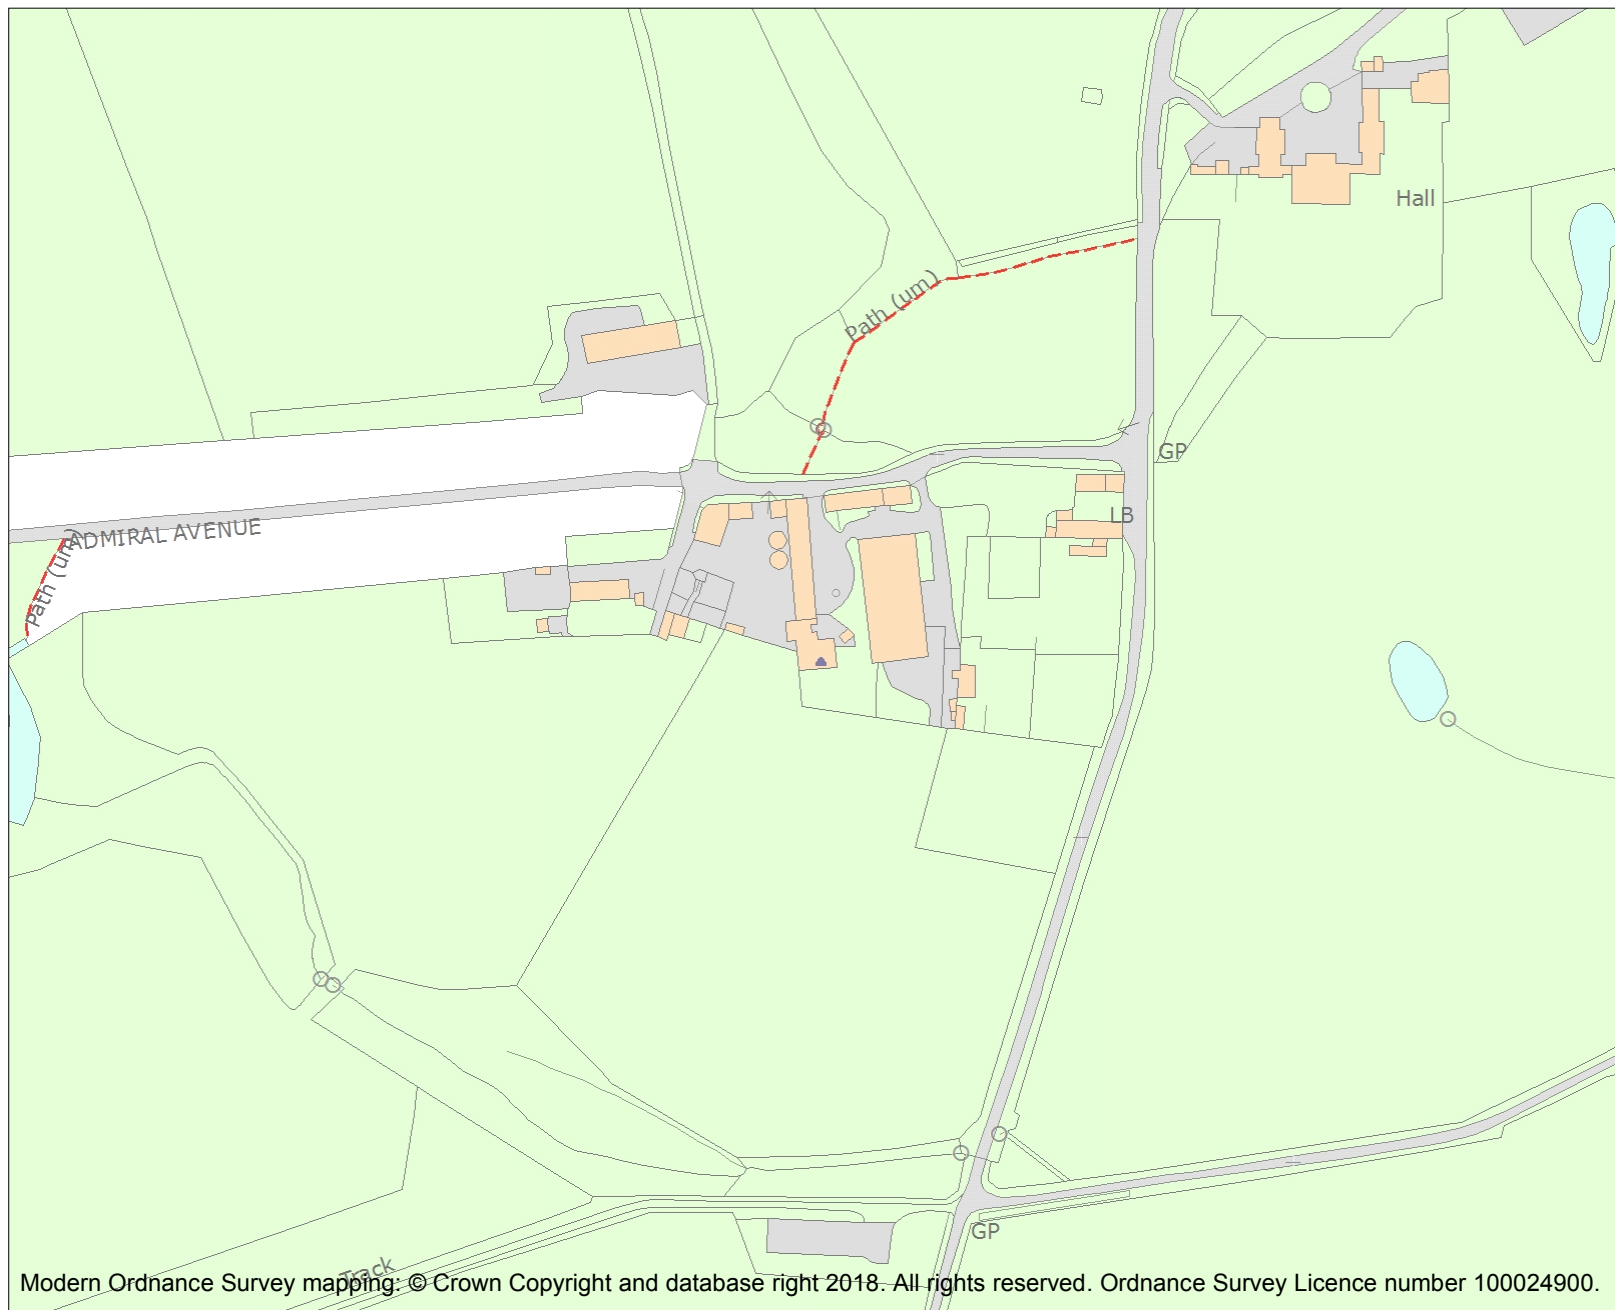 Hall
Path (um)
GP
LB
ADMIRAL AVENUE
Path (um)
GP
Track
Modern Ordnance Survey mapping: © Crown Copyright and database right 2018. All rights reserved. Ordnance Survey Licence number 100024900.